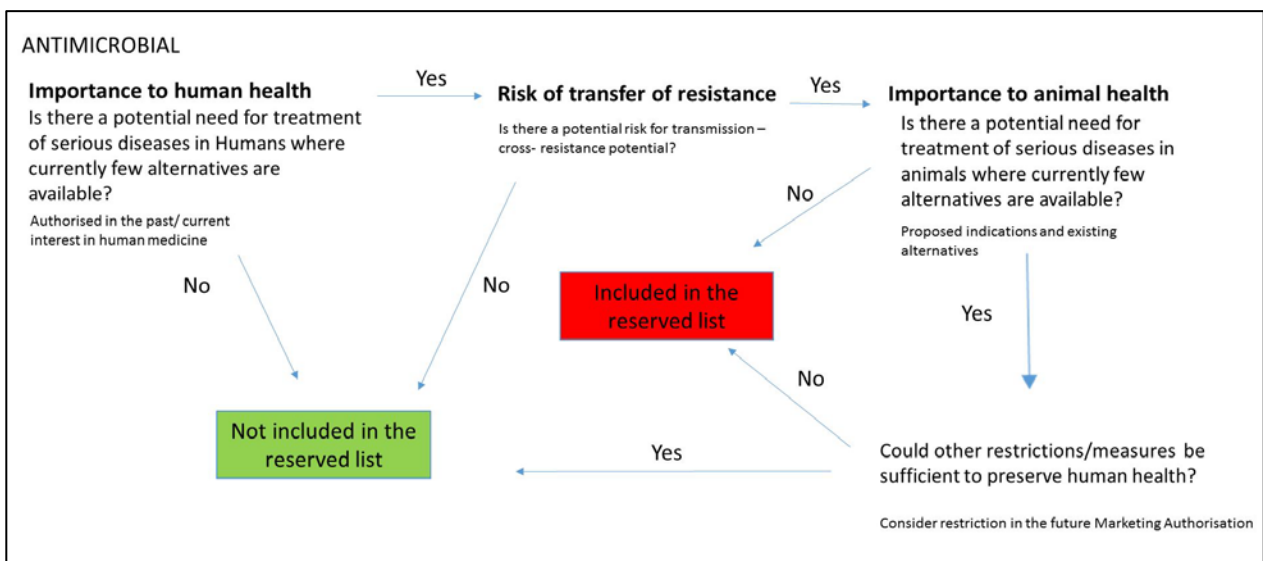 ANTIMICROBIAL
Importance to human health
Is there a potential need for treatment
of serious diseases in Humans where
currently few alternatives are
available?
Authorised in the past/ current
interest in human medicine
Yes
Risk of transfer of resistance
Is there a potential risk for transmission –
cross- resistance potential?
Yes
Importance to animal health
Is there a potential need for
treatment of serious diseases in
animals where currently few
alternatives are available?
Proposed indications and existing
alternatives
No
No
No
Included in the
reserved list
Yes
No
Not included in the
reserved list
Yes
Could other restrictions/measures be
sufficient to preserve human health?
Consider restriction in the future Marketing Authorisation